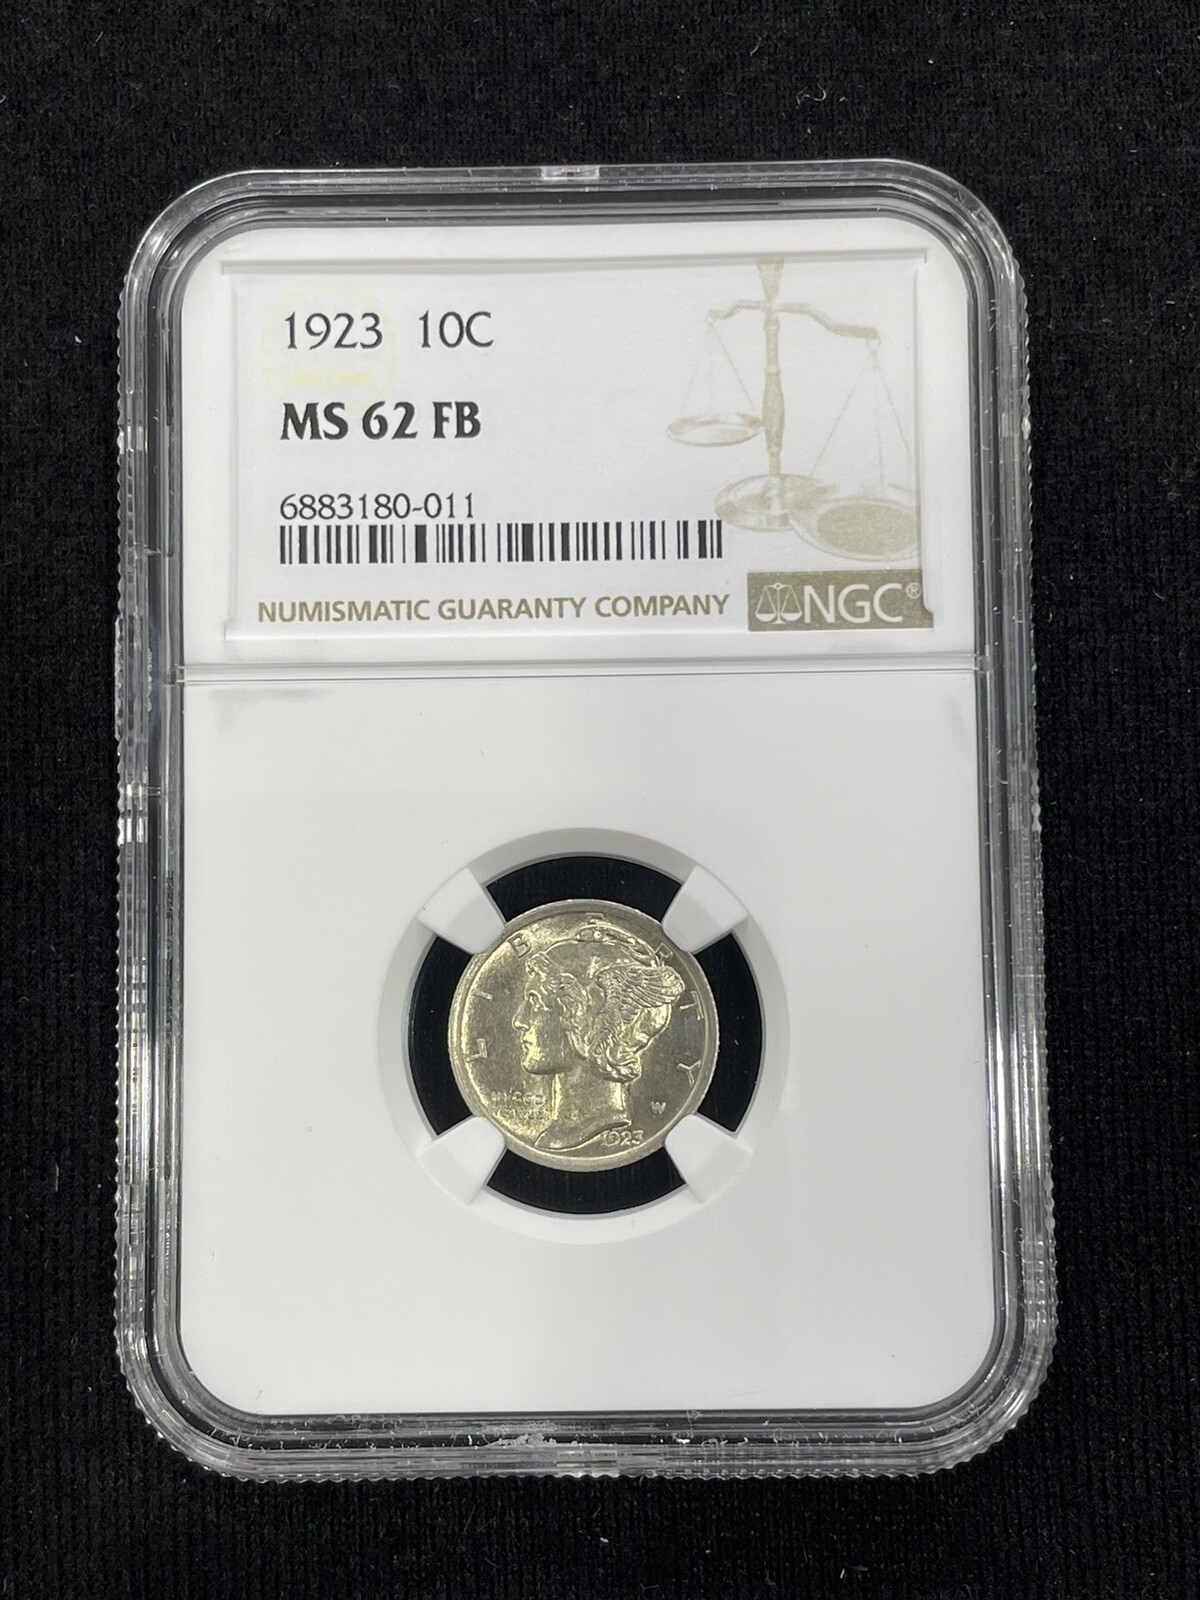 1923 10C
MS 62 FB
6883180-011
NUMISMATIC GUARANTY COMPANY
NGC®
LIBERTY
W
1923